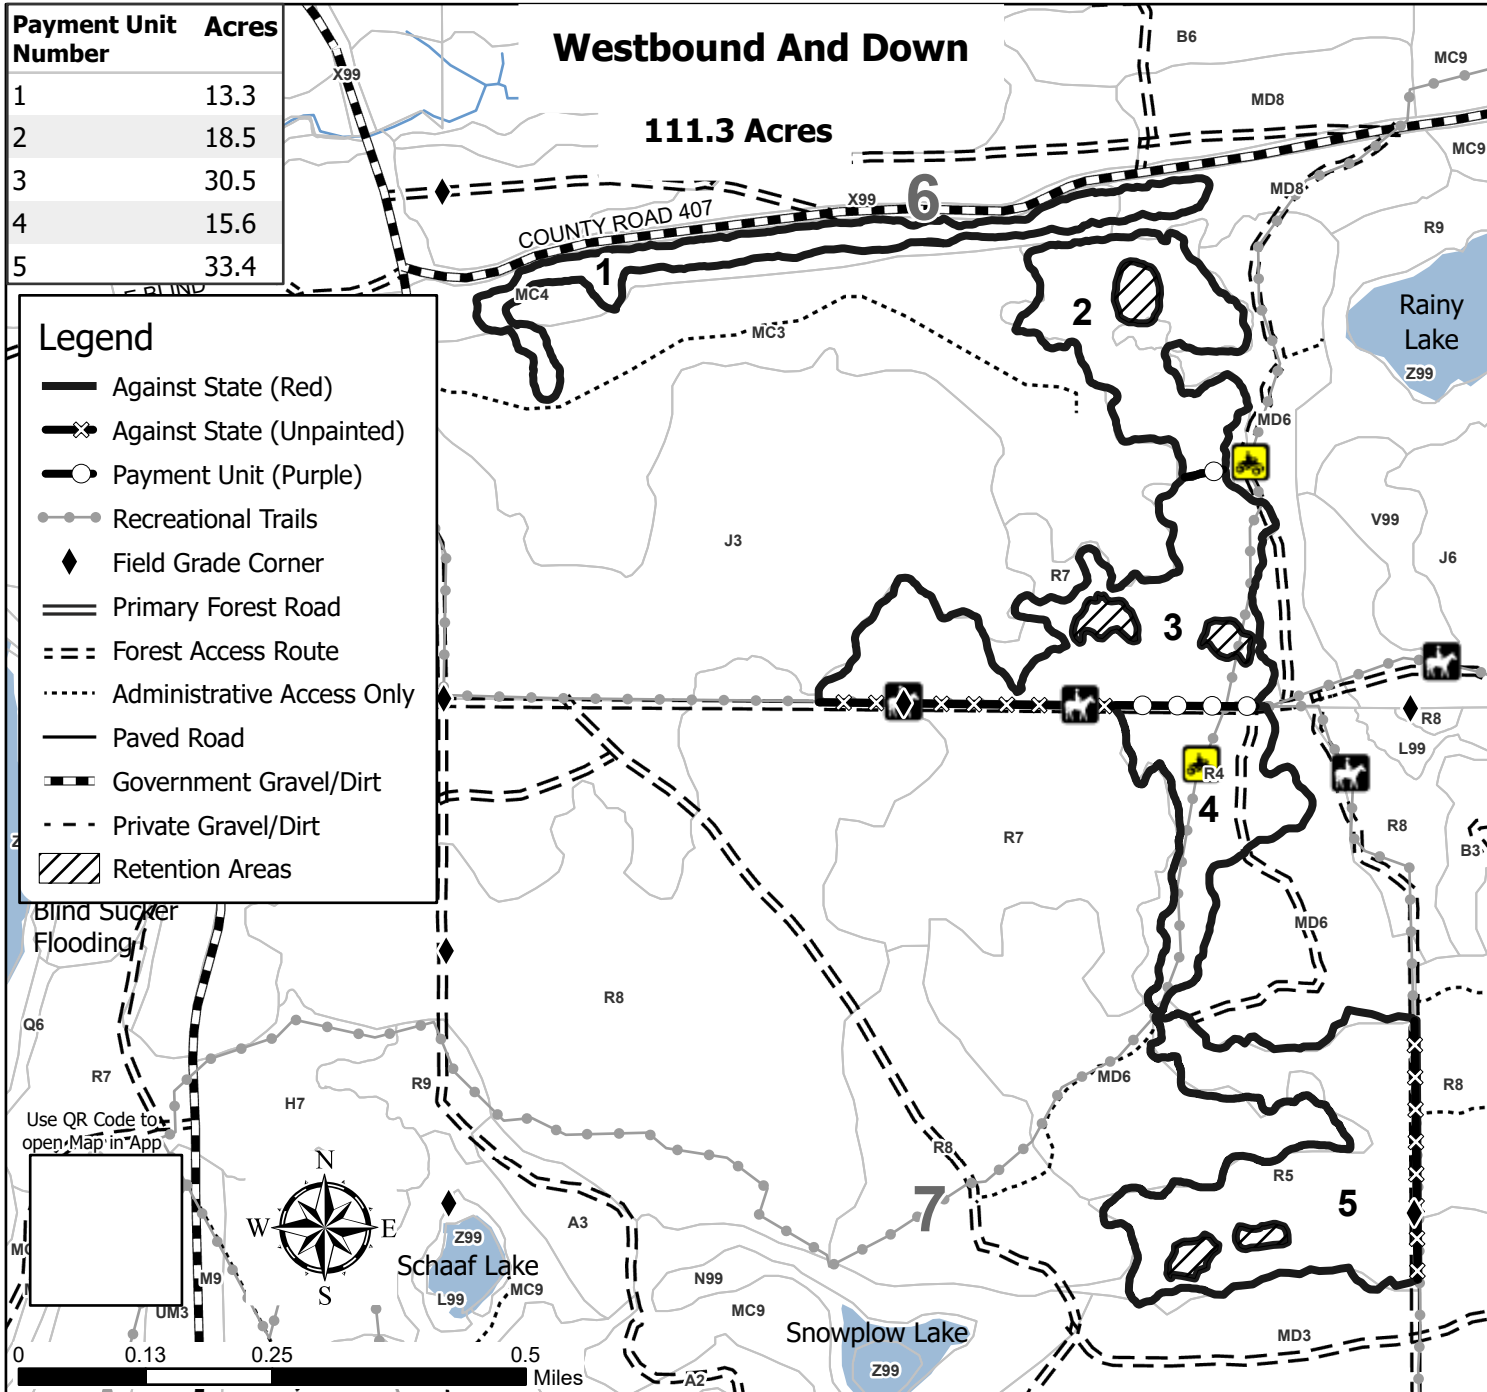 Payment Unit Number Acres
1 13.3
2 18.5
3 30.5
4 15.6
5 33.4
Westbound And Down
111.3 Acres
X99
B6
MC9
MD8
MC9
MD8
X99
6
COUNTY ROAD 407
R9
E BLIND
1
MC4
2
MC3
Rainy
Lake
Z99
MD6
Legend
Against State (Red)
Against State (Unpainted)
Payment Unit (Purple)
Recreational Trails
Field Grade Corner
Primary Forest Road
Forest Access Route
Administrative Access Only
Paved Road
Government Gravel/Dirt
Private Gravel/Dirt
Retention Areas
V99
J3
J6
R7
3
R8
L99
R4
4
R7
R8
B3
Blind Sucker
Flooding
MD6
R8
Q6
R7
R9
H7
MD6
R8
Use QR Code to
open Map in App
R8
R5
7
5
A3
N
W E
S
Z99
Schaaf Lake
L99
MC9
M9
UM3
N99
MC9
Snowplow Lake
Z99
MD3
A2
0 0.13 0.25 0.5
Miles